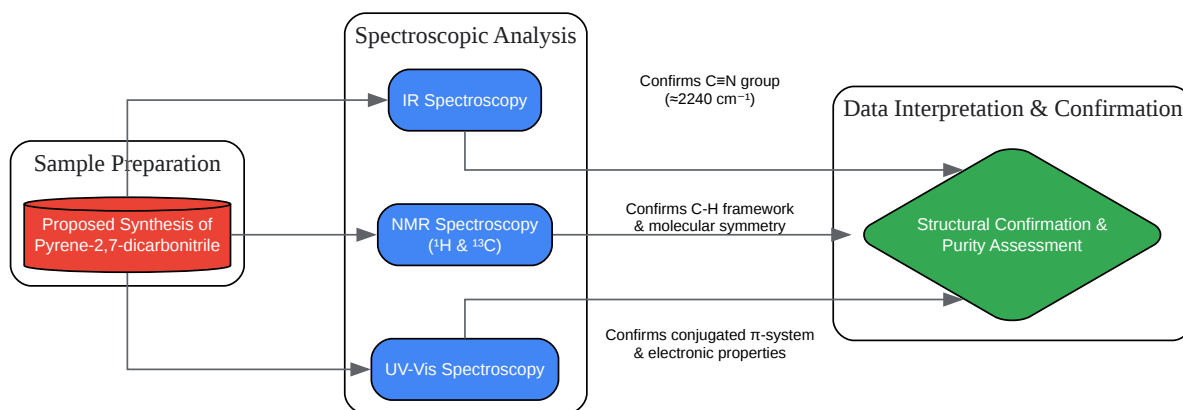 Sample Preparation
Proposed Synthesis of
Pyrene-2,7-dicarbonitrile
Spectroscopic Analysis
IR Spectroscopy
NMR Spectroscopy
(¹H & ¹³C)
UV-Vis Spectroscopy
Confirms C≡N group
(≈2240 cm⁻¹)
Confirms C-H framework
& molecular symmetry
Confirms conjugated π-system
& electronic properties
Data Interpretation & Confirmation
Structural Confirmation &
Purity Assessment